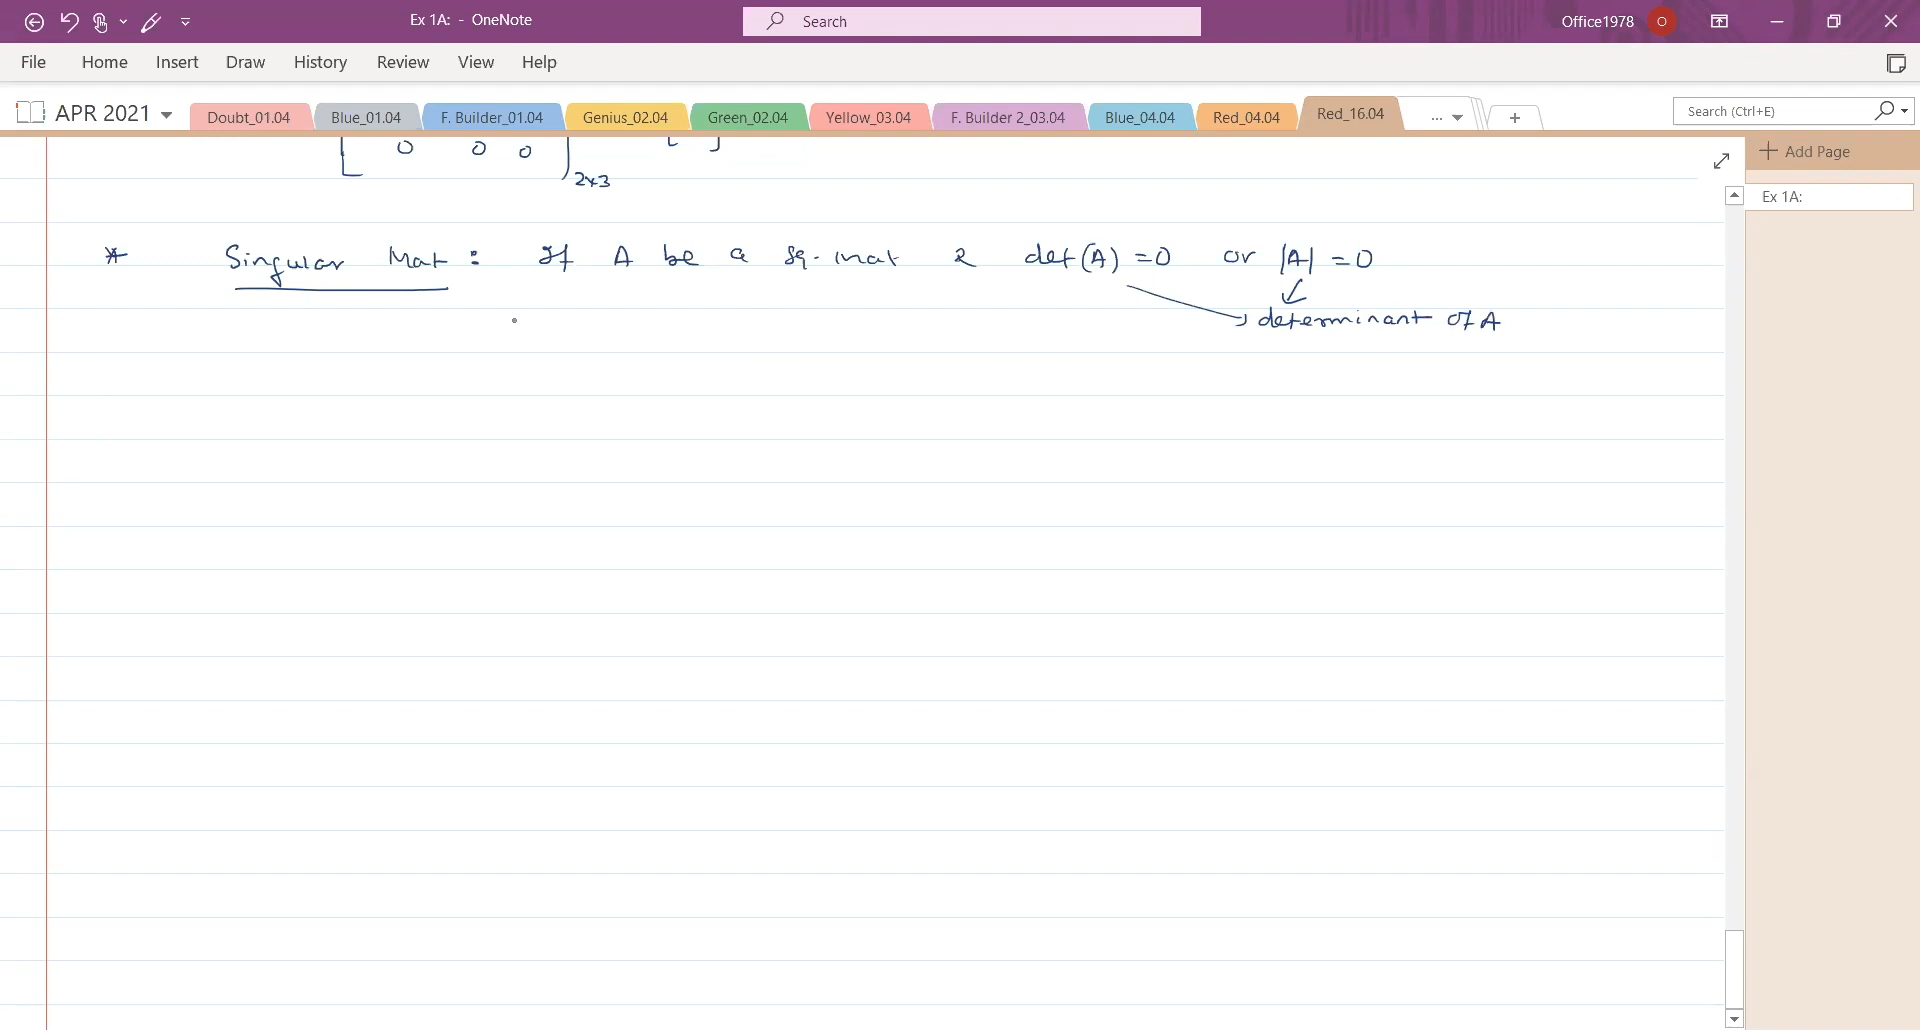 Ex 1A: - OneNote
Search
Office1978
O
File Home Insert Draw History Review View Help
APR 2021
Doubt_01.04 Blue_01.04 F. Builder_01.04 Genius_02.04 Green_02.04 Yellow_03.04 F. Builder 2_03.04 Blue_04.04 Red_04.04 Red_16.04 ... +
Search (Ctrl+E)
Add Page
Ex 1A:
0 0 0
2x3
* Singular Mat : If A be a sq. mat & det(A) = 0 or |A| = 0
determinant of A